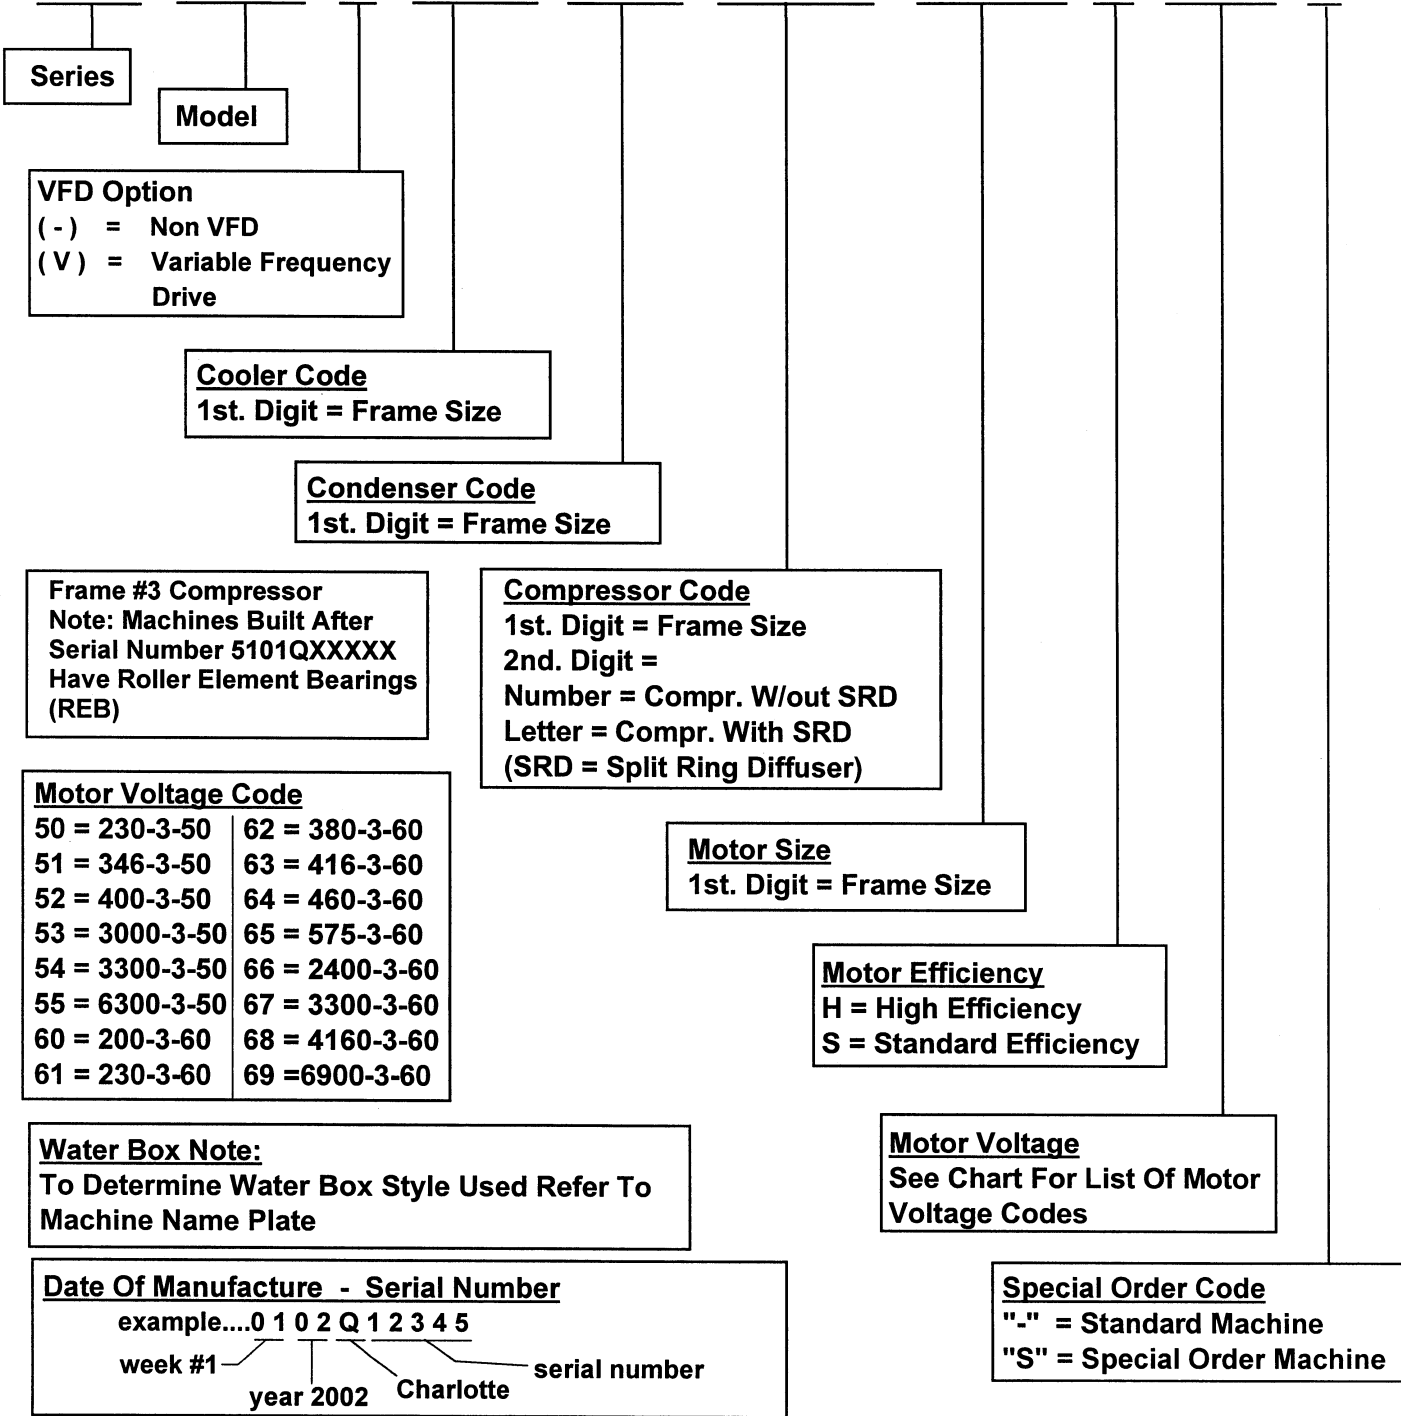 Series
Model
VFD Option
( - ) = Non VFD
( V ) = Variable Frequency
Drive
Cooler Code
1st. Digit = Frame Size
Condenser Code
1st. Digit = Frame Size
Frame #3 Compressor
Note: Machines Built After
Serial Number 5101QXXXXX
Have Roller Element Bearings
(REB)
Compressor Code
1st. Digit = Frame Size
2nd. Digit =
Number = Compr. W/out SRD
Letter = Compr. With SRD
(SRD = Split Ring Diffuser)
Motor Voltage Code
50 = 230-3-50 62 = 380-3-60
51 = 346-3-50 63 = 416-3-60
52 = 400-3-50 64 = 460-3-60
53 = 3000-3-50 65 = 575-3-60
54 = 3300-3-50 66 = 2400-3-60
55 = 6300-3-50 67 = 3300-3-60
60 = 200-3-60 68 = 4160-3-60
61 = 230-3-60 69 =6900-3-60
Motor Size
1st. Digit = Frame Size
Motor Efficiency
H = High Efficiency
S = Standard Efficiency
Water Box Note:
To Determine Water Box Style Used Refer To
Machine Name Plate
Motor Voltage
See Chart For List Of Motor
Voltage Codes
Date Of Manufacture - Serial Number
example....0 1 0 2 Q 1 2 3 4 5
week #1
year 2002
Charlotte
serial number
Special Order Code
"-" = Standard Machine
"S" = Special Order Machine